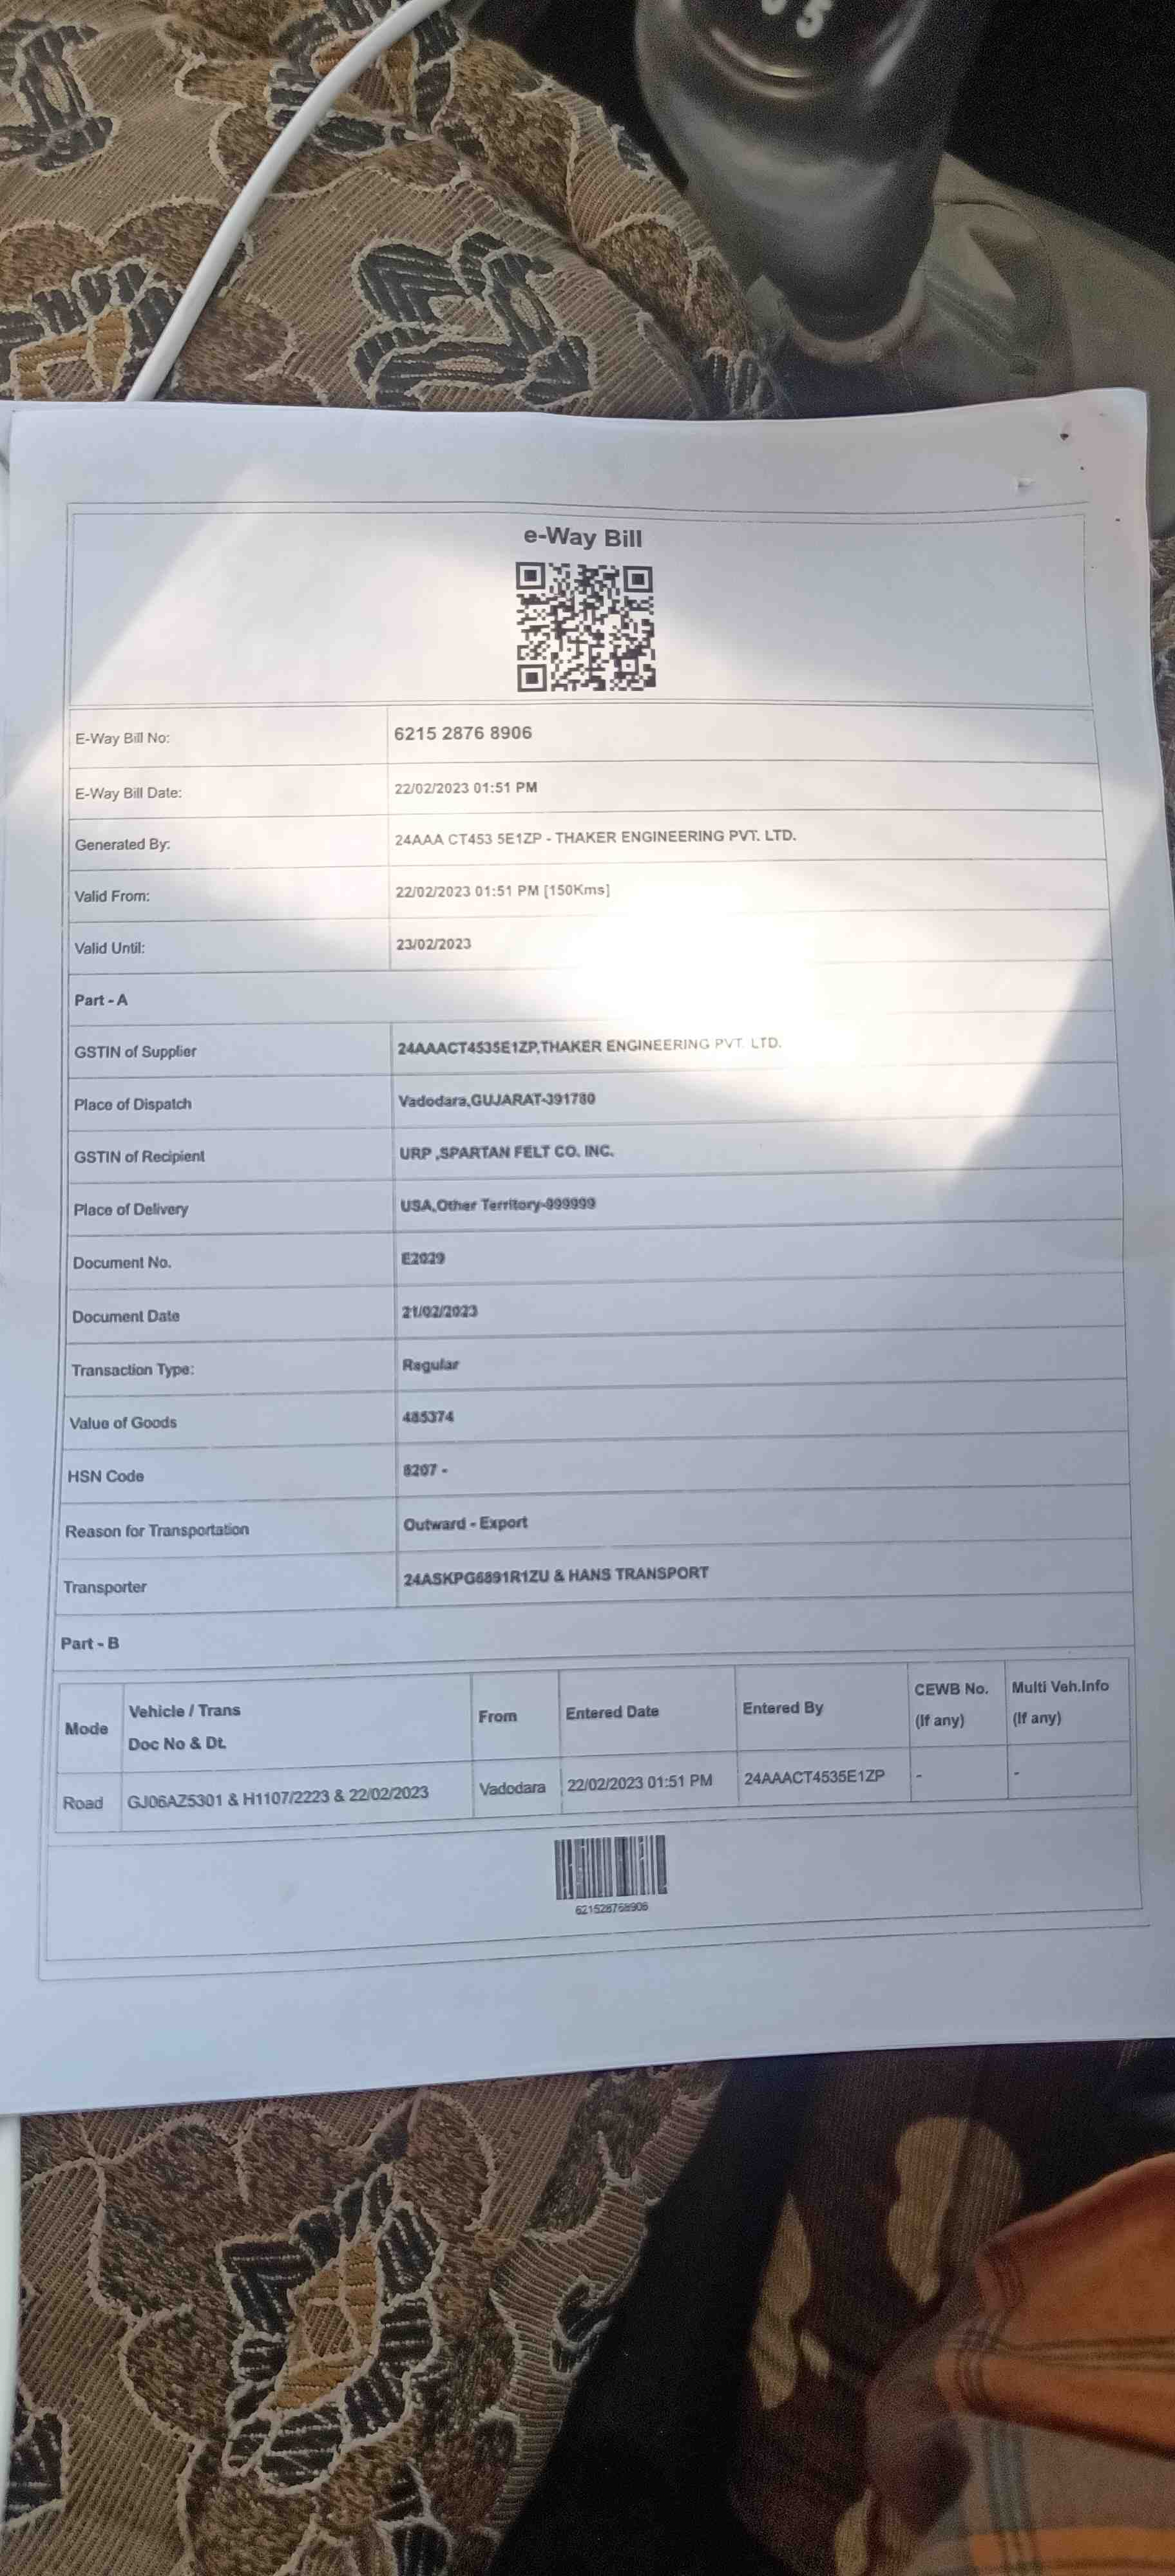 5
e-Way Bill
E-Way Bill No: 6215 2876 8906
E-Way Bill Date: 22/02/2023 01:51 PM
Generated By: 24AAA CT453 5E1ZP - THAKER ENGINEERING PVT. LTD.
Valid From: 22/02/2023 01:51 PM [150Kms]
Valid Until: 23/02/2023
Part - A
GSTIN of Supplier 24AAACT4535E1ZP,THAKER ENGINEERING PVT. LTD.
Place of Dispatch Vadodara,GUJARAT-391780
GSTIN of Recipient URP ,SPARTAN FELT CO. INC.
Place of Delivery USA,Other Territory-999999
Document No. E2029
Document Date 21/02/2023
Transaction Type: Regular
Value of Goods 485374
HSN Code 8207 -
Reason for Transportation Outward - Export
Transporter 24ASKPG6891R1ZU & HANS TRANSPORT
Part - B
Mode Vehicle / Trans Doc No & Dt. From Entered Date Entered By CEWB No. (If any) Multi Veh.Info (If any)
Road GJ06AZ5301 & H1107/2223 & 22/02/2023 Vadodara 22/02/2023 01:51 PM 24AAACT4535E1ZP - -
621528768906